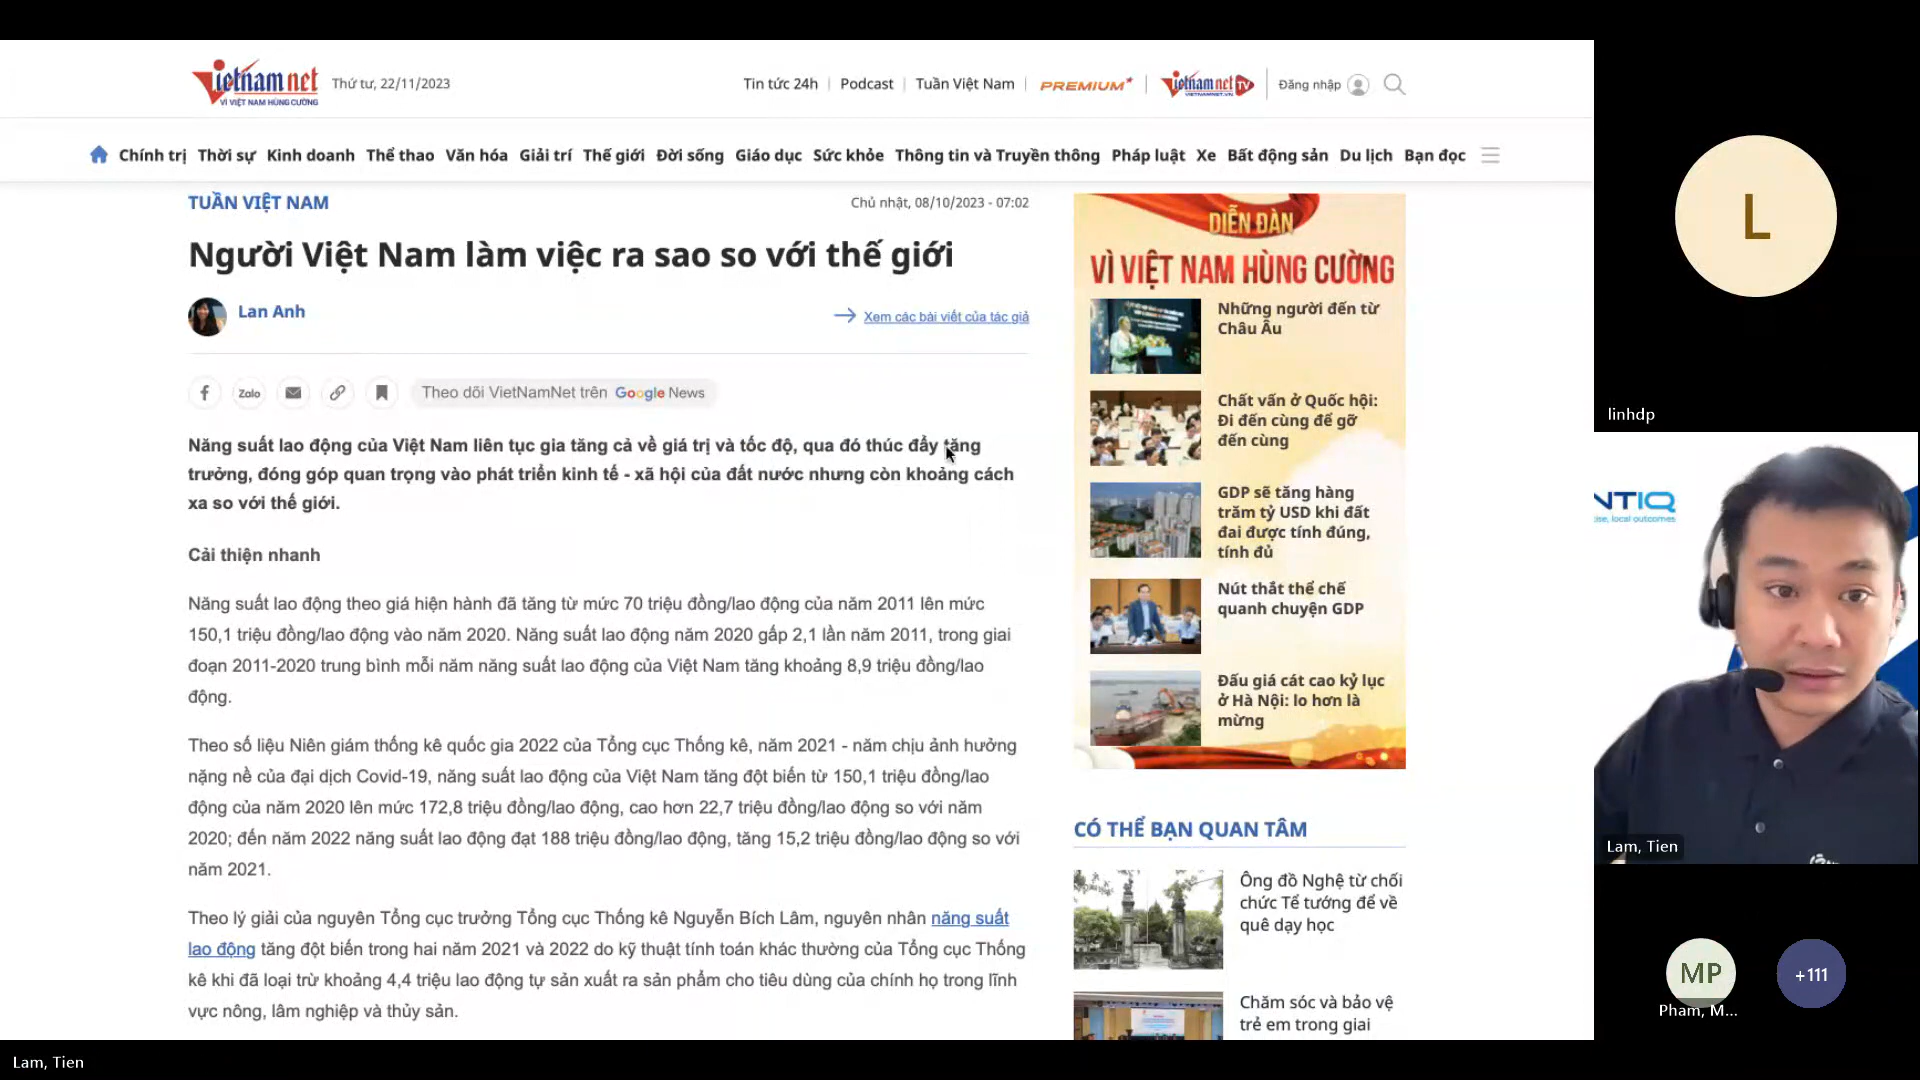 Vietnamnet
VÌ VIỆT NAM HÙNG CƯỜNG
Thứ tư, 22/11/2023
Tin tức 24h
Podcast
Tuần Việt Nam
PREMIUM
Vietnamnet TV
VIETNAMNET.VN
Đăng nhập
Chính trị Thời sự Kinh doanh Thể thao Văn hóa Giải trí Thế giới Đời sống Giáo dục Sức khỏe Thông tin và Truyền thông Pháp luật Xe Bất động sản Du lịch Bạn đọc
TUẦN VIỆT NAM
Chủ nhật, 08/10/2023 - 07:02
Người Việt Nam làm việc ra sao so với thế giới
Lan Anh
Xem các bài viết của tác giả
Zalo
Theo dõi VietNamNet trên Google News
Năng suất lao động của Việt Nam liên tục gia tăng cả về giá trị và tốc độ, qua đó thúc đẩy tăng
trưởng, đóng góp quan trọng vào phát triển kinh tế - xã hội của đất nước nhưng còn khoảng cách
xa so với thế giới.
Cải thiện nhanh
Năng suất lao động theo giá hiện hành đã tăng từ mức 70 triệu đồng/lao động của năm 2011 lên mức
150,1 triệu đồng/lao động vào năm 2020. Năng suất lao động năm 2020 gấp 2,1 lần năm 2011, trong giai
đoạn 2011-2020 trung bình mỗi năm năng suất lao động của Việt Nam tăng khoảng 8,9 triệu đồng/lao
động.
Theo số liệu Niên giám thống kê quốc gia 2022 của Tổng cục Thống kê, năm 2021 - năm chịu ảnh hưởng
nặng nề của đại dịch Covid-19, năng suất lao động của Việt Nam tăng đột biến từ 150,1 triệu đồng/lao
động của năm 2020 lên mức 172,8 triệu đồng/lao động, cao hơn 22,7 triệu đồng/lao động so với năm
2020; đến năm 2022 năng suất lao động đạt 188 triệu đồng/lao động, tăng 15,2 triệu đồng/lao động so với
năm 2021.
Theo lý giải của nguyên Tổng cục trưởng Tổng cục Thống kê Nguyễn Bích Lâm, nguyên nhân năng suất
lao động tăng đột biến trong hai năm 2021 và 2022 do kỹ thuật tính toán khác thường của Tổng cục Thống
kê khi đã loại trừ khoảng 4,4 triệu lao động tự sản xuất ra sản phẩm cho tiêu dùng của chính họ trong lĩnh
vực nông, lâm nghiệp và thủy sản.
DIỄN ĐÀN
VÌ VIỆT NAM HÙNG CƯỜNG
Những người đến từ
Châu Âu
Chất vấn ở Quốc hội:
Đi đến cùng để gỡ
đến cùng
GDP sẽ tăng hàng
trăm tỷ USD khi đất
đai được tính đúng,
tính đủ
Nút thắt thể chế
quanh chuyện GDP
Đấu giá cát cao kỷ lục
ở Hà Nội: lo hơn là
mừng
CÓ THỂ BẠN QUAN TÂM
Ông đồ Nghệ từ chối
chức Tể tướng để về
quê dạy học
Chăm sóc và bảo vệ
trẻ em trong giai
L
linhdp
NTIQ
ise, local outcomes
Lam, Tien
MP
Pham, M...
+111
Lam, Tien